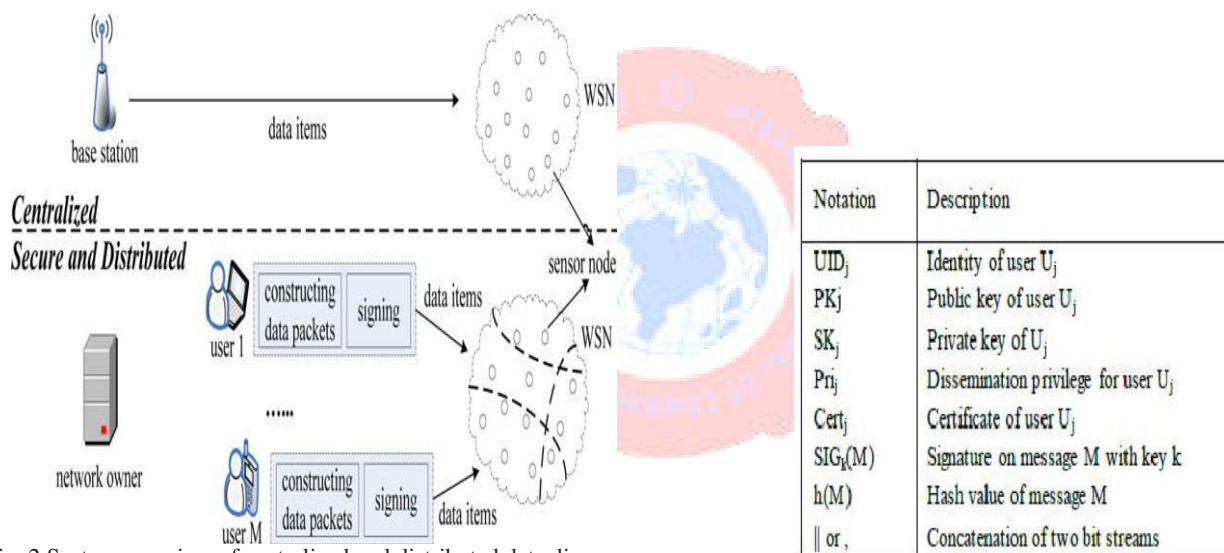 WSN
data items
base station
Centralized
Secure and Distributed
sensor node
constructing
data packets
signing
data items
user 1
WSN
......
network owner
constructing
data packets
signing
data items
user M
Notation Description
UIDj Identity of user Uj
PKj Public key of user Uj
SKj Private key of Uj
Prij Dissemination privilege for user Uj
Certj Certificate of user Uj
SIGk(M) Signature on message M with key k
h(M) Hash value of message M
|| or , Concatenation of two bit streams